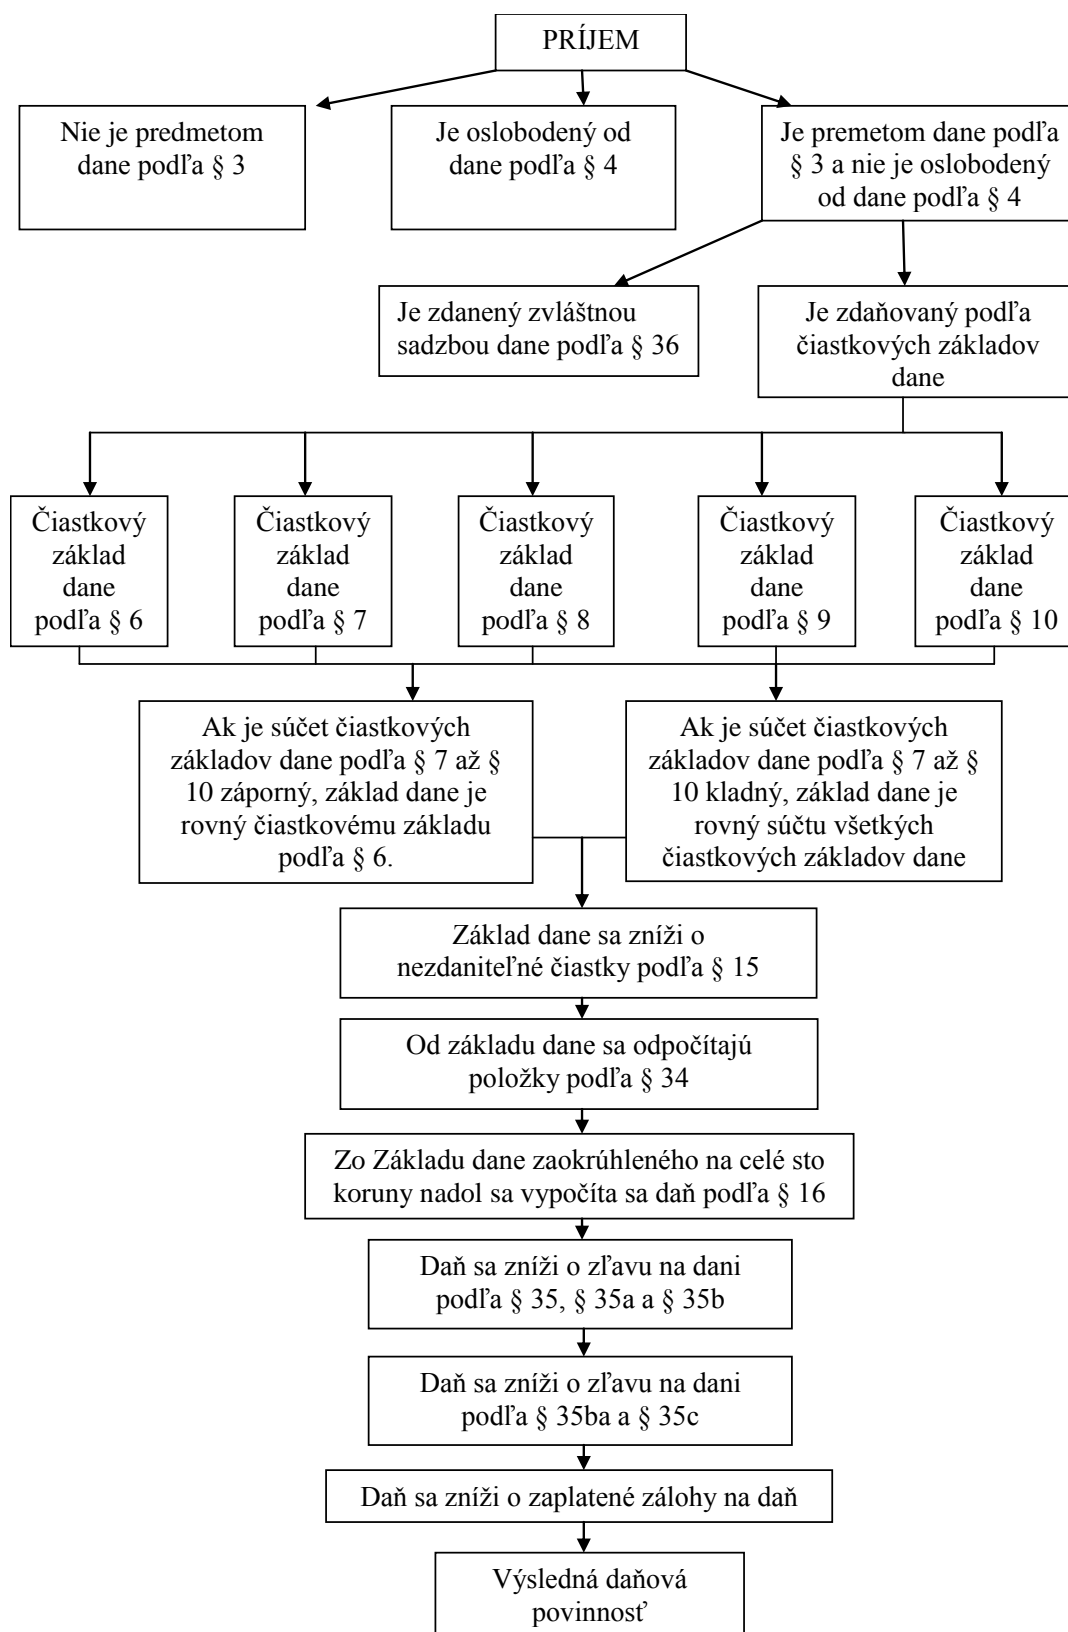 PRÍJEM
Nie je predmetom
dane podľa § 3
Je oslobodený od
dane podľa § 4
Je premetom dane podľa
§ 3 a nie je oslobodený
od dane podľa § 4
Je zdanený zvláštnou
sadzbou dane podľa § 36
Je zdaňovaný podľa
čiastkových základov
dane
Čiastkový
základ
dane
podľa § 6
Čiastkový
základ
dane
podľa § 7
Čiastkový
základ
dane
podľa § 8
Čiastkový
základ
dane
podľa § 9
Čiastkový
základ
dane
podľa § 10
Ak je súčet čiastkových
základov dane podľa § 7 až §
10 záporný, základ dane je
rovný čiastkovému základu
podľa § 6.
Ak je súčet čiastkových
základov dane podľa § 7 až §
10 kladný, základ dane je
rovný súčtu všetkých
čiastkových základov dane
Základ dane sa zníži o
nezdaniteľné čiastky podľa § 15
Od základu dane sa odpočítajú
položky podľa § 34
Zo Základu dane zaokrúhleného na celé sto
koruny nadol sa vypočíta sa daň podľa § 16
Daň sa zníži o zľavu na dani
podľa § 35, § 35a a § 35b
Daň sa zníži o zľavu na dani
podľa § 35ba a § 35c
Daň sa zníži o zaplatené zálohy na daň
Výsledná daňová
povinnosť